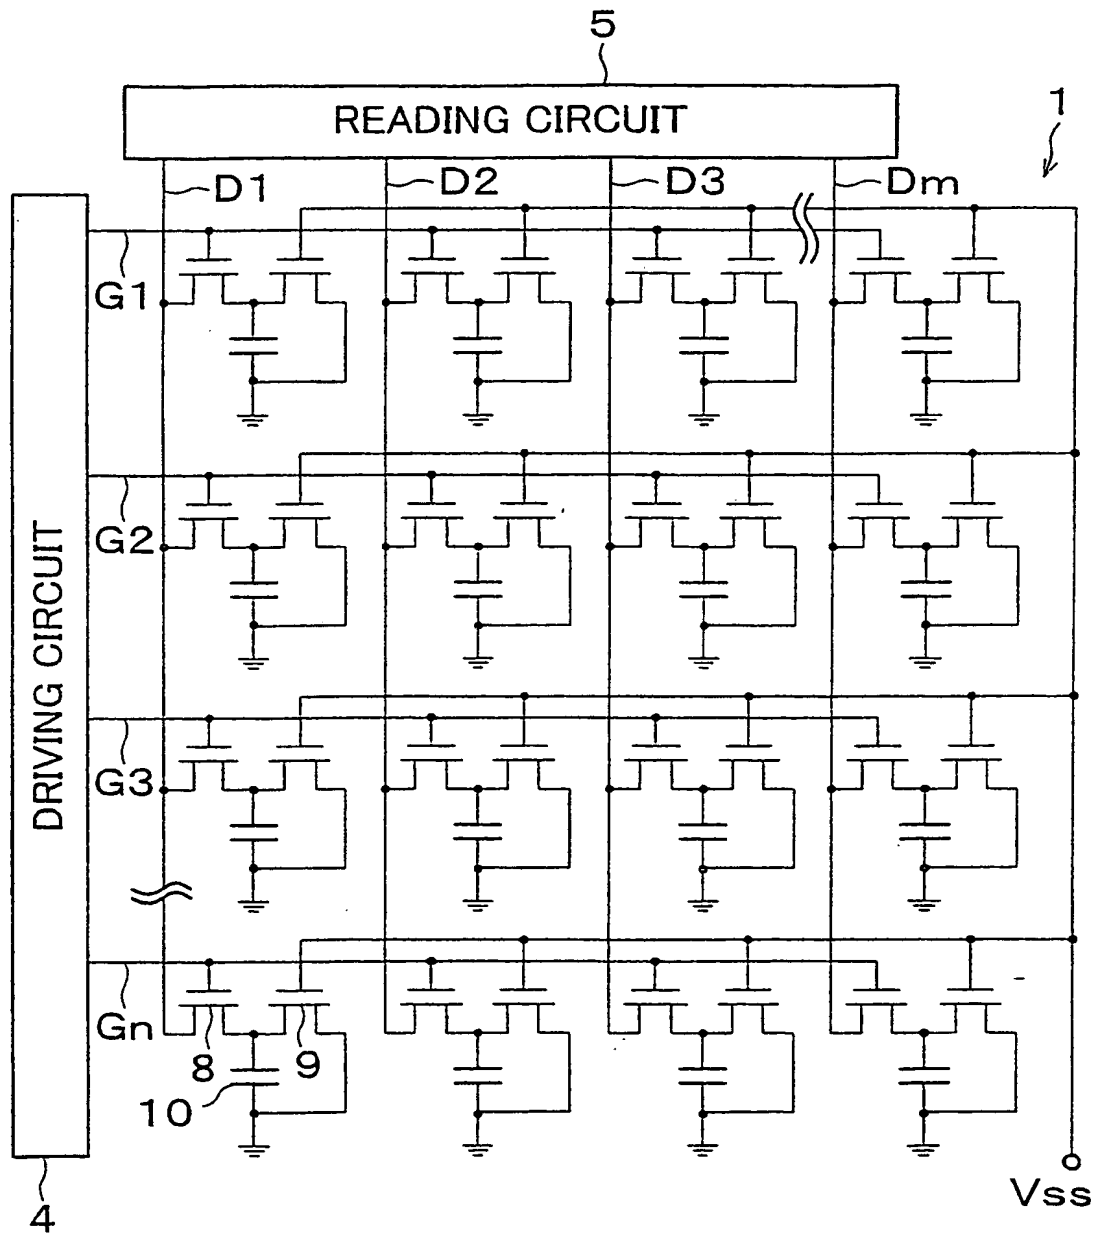 5
READING CIRCUIT
1
D1
D2
D3
Dm
G1
G2
DRIVING CIRCUIT
G3
Gn
8
9
10
4
Vss